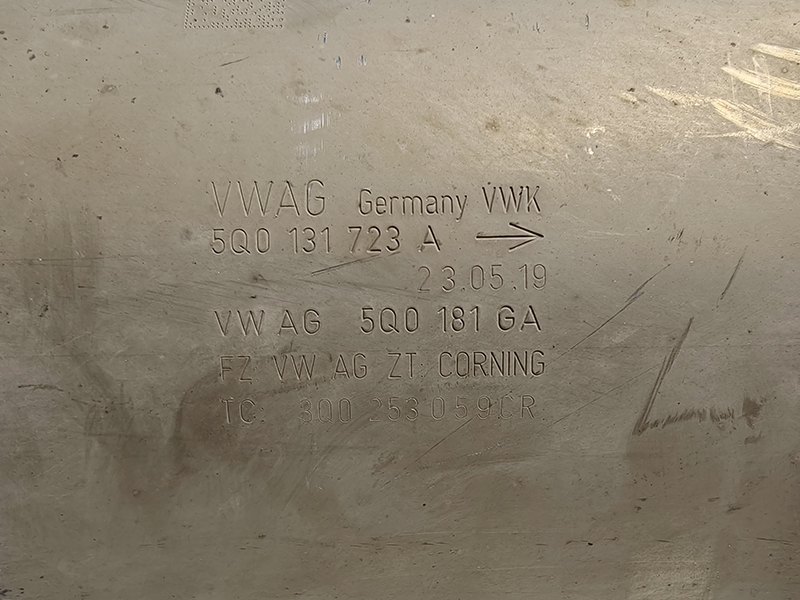 VWAG Germany VWK
5Q0 131 723 A →
23.05.19
VW AG 5Q0 181 GA
FZ VW AG ZT: CORNING
TC: 3Q0 253 059 CR.